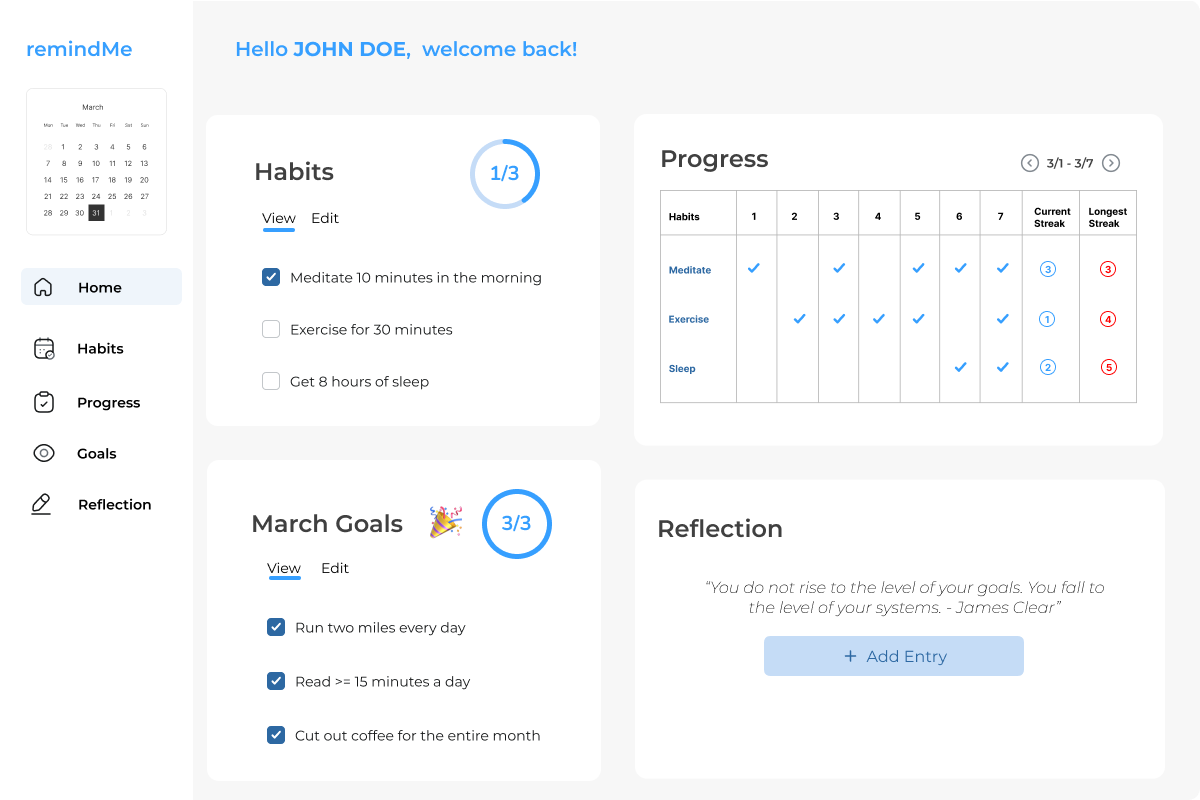 remindMe
Hello JOHN DOE, welcome back!
March
Mon Tue Wed Thu Fri Sat Sun
28 1 2 3 4 5 6
7 8 9 10 11 12 13
14 15 16 17 18 19 20
21 22 23 24 25 26 27
28 29 30 31 1 2 3
Home
Habits
Progress
Goals
Reflection
Habits
1/3
View Edit
Meditate 10 minutes in the morning
Exercise for 30 minutes
Get 8 hours of sleep
Progress
3/1 - 3/7
Habits 1 2 3 4 5 6 7 Current Streak Longest Streak
Meditate 3 3
Exercise 1 4
Sleep 2 5
March Goals
3/3
View Edit
Run two miles every day
Read >= 15 minutes a day
Cut out coffee for the entire month
Reflection
“You do not rise to the level of your goals. You fall to
the level of your systems. - James Clear”
+ Add Entry